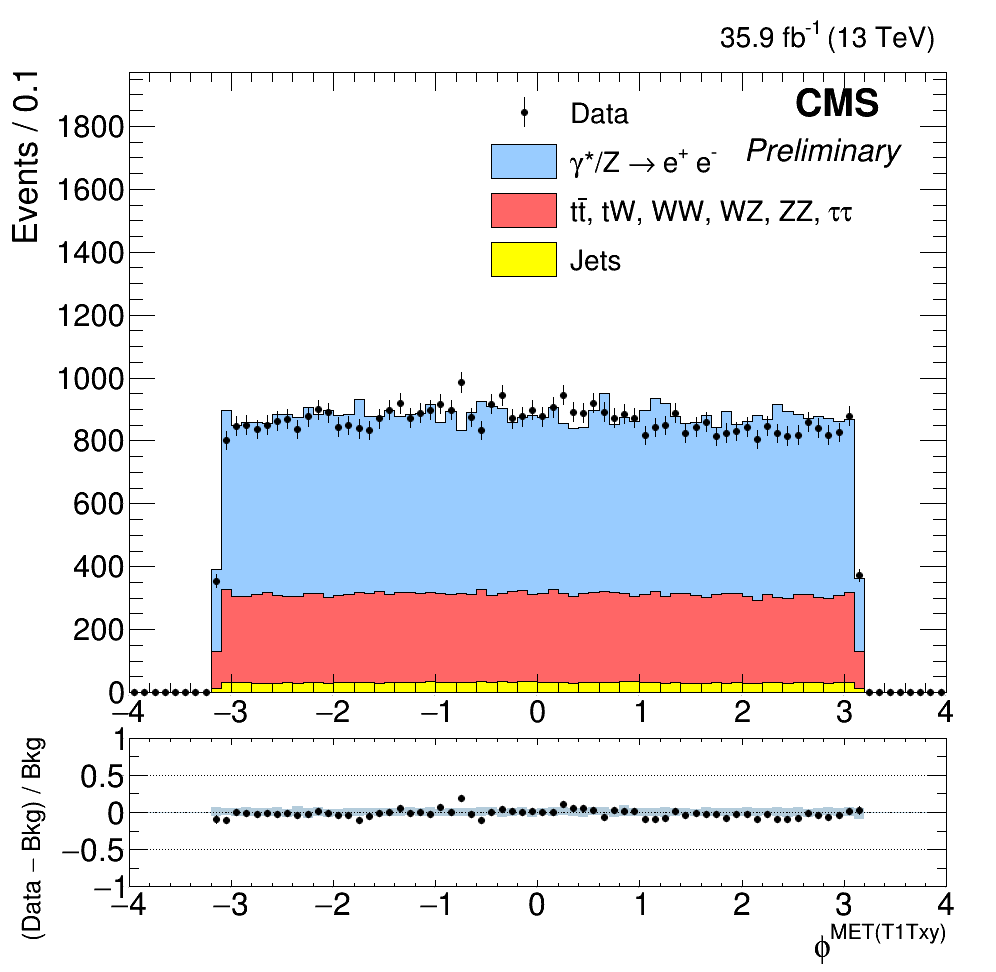 35.9 fb⁻¹ (13 TeV)
Events / 0.1
CMS
Preliminary
Data
γ*/Z → e⁺ e⁻
tt̄, tW, WW, WZ, ZZ, ττ
Jets
1800
1600
1400
1200
1000
800
600
400
200
0
−4 −3 −2 −1 0 1 2 3 4
(Data − Bkg) / Bkg
1
0.5
0
−0.5
−1
−4 −3 −2 −1 0 1 2 3 4
ϕ^MET(T1Txy)